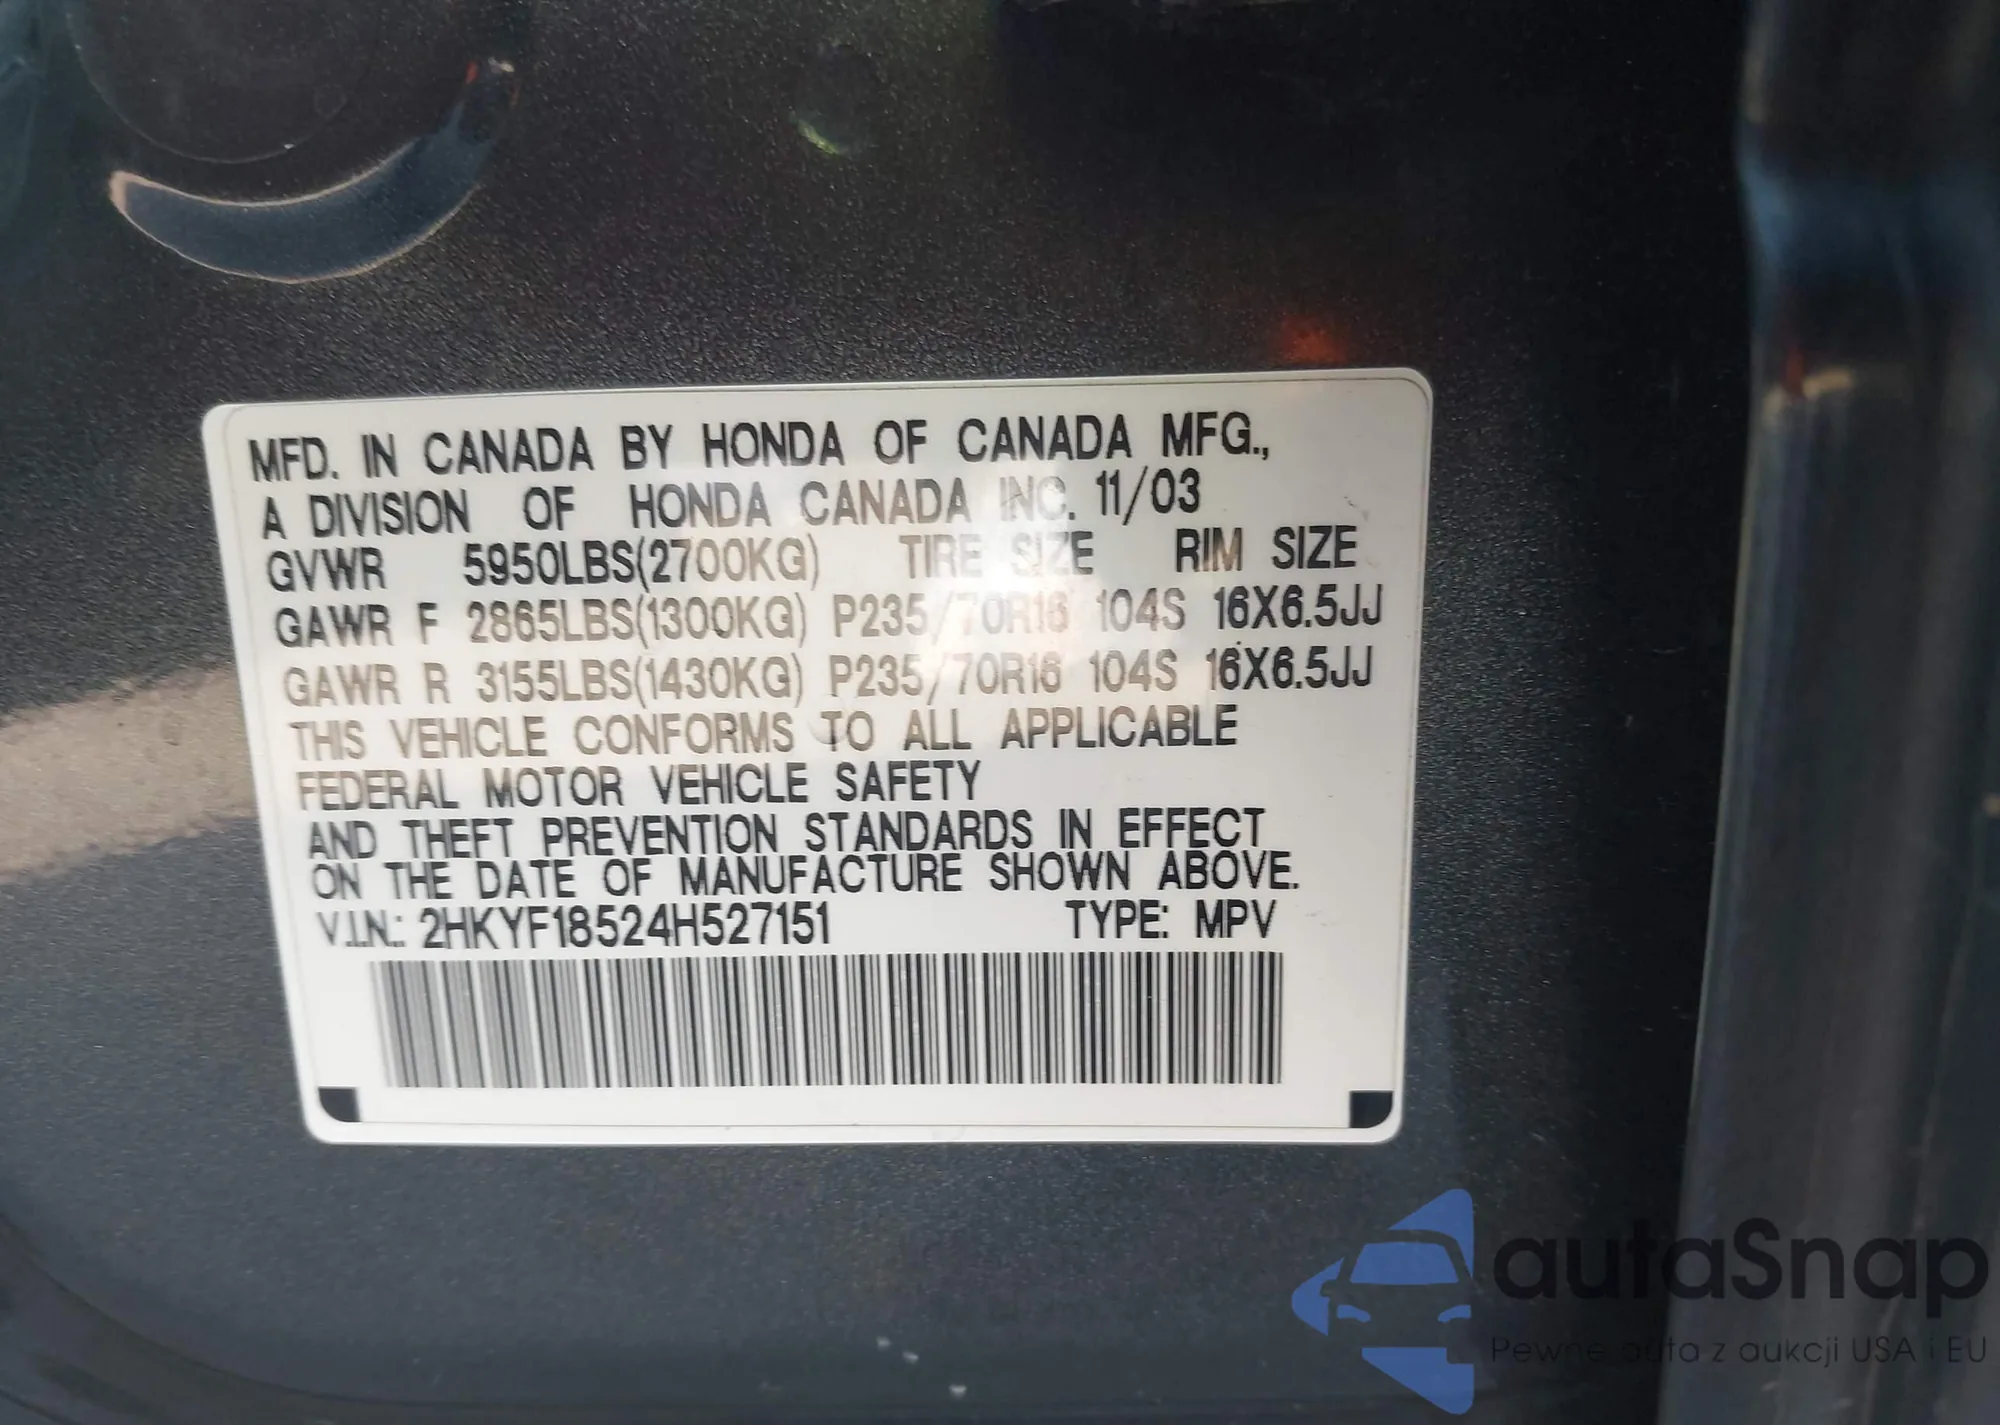 MFD. IN CANADA BY HONDA OF CANADA MFG.,
A DIVISION OF HONDA CANADA INC. 11/03
GVWR 5950LBS(2700KG) TIRE SIZE RIM SIZE
GAWR F 2865LBS(1300KG) P235/70R16 104S 16X6.5JJ
GAWR R 3155LBS(1430KG) P235/70R16 104S 16X6.5JJ
THIS VEHICLE CONFORMS TO ALL APPLICABLE
FEDERAL MOTOR VEHICLE SAFETY
AND THEFT PREVENTION STANDARDS IN EFFECT
ON THE DATE OF MANUFACTURE SHOWN ABOVE.
V.I.N.: 2HKYF18524H527151 TYPE: MPV
autaSnap
Pewne auta z aukcji USA i EU